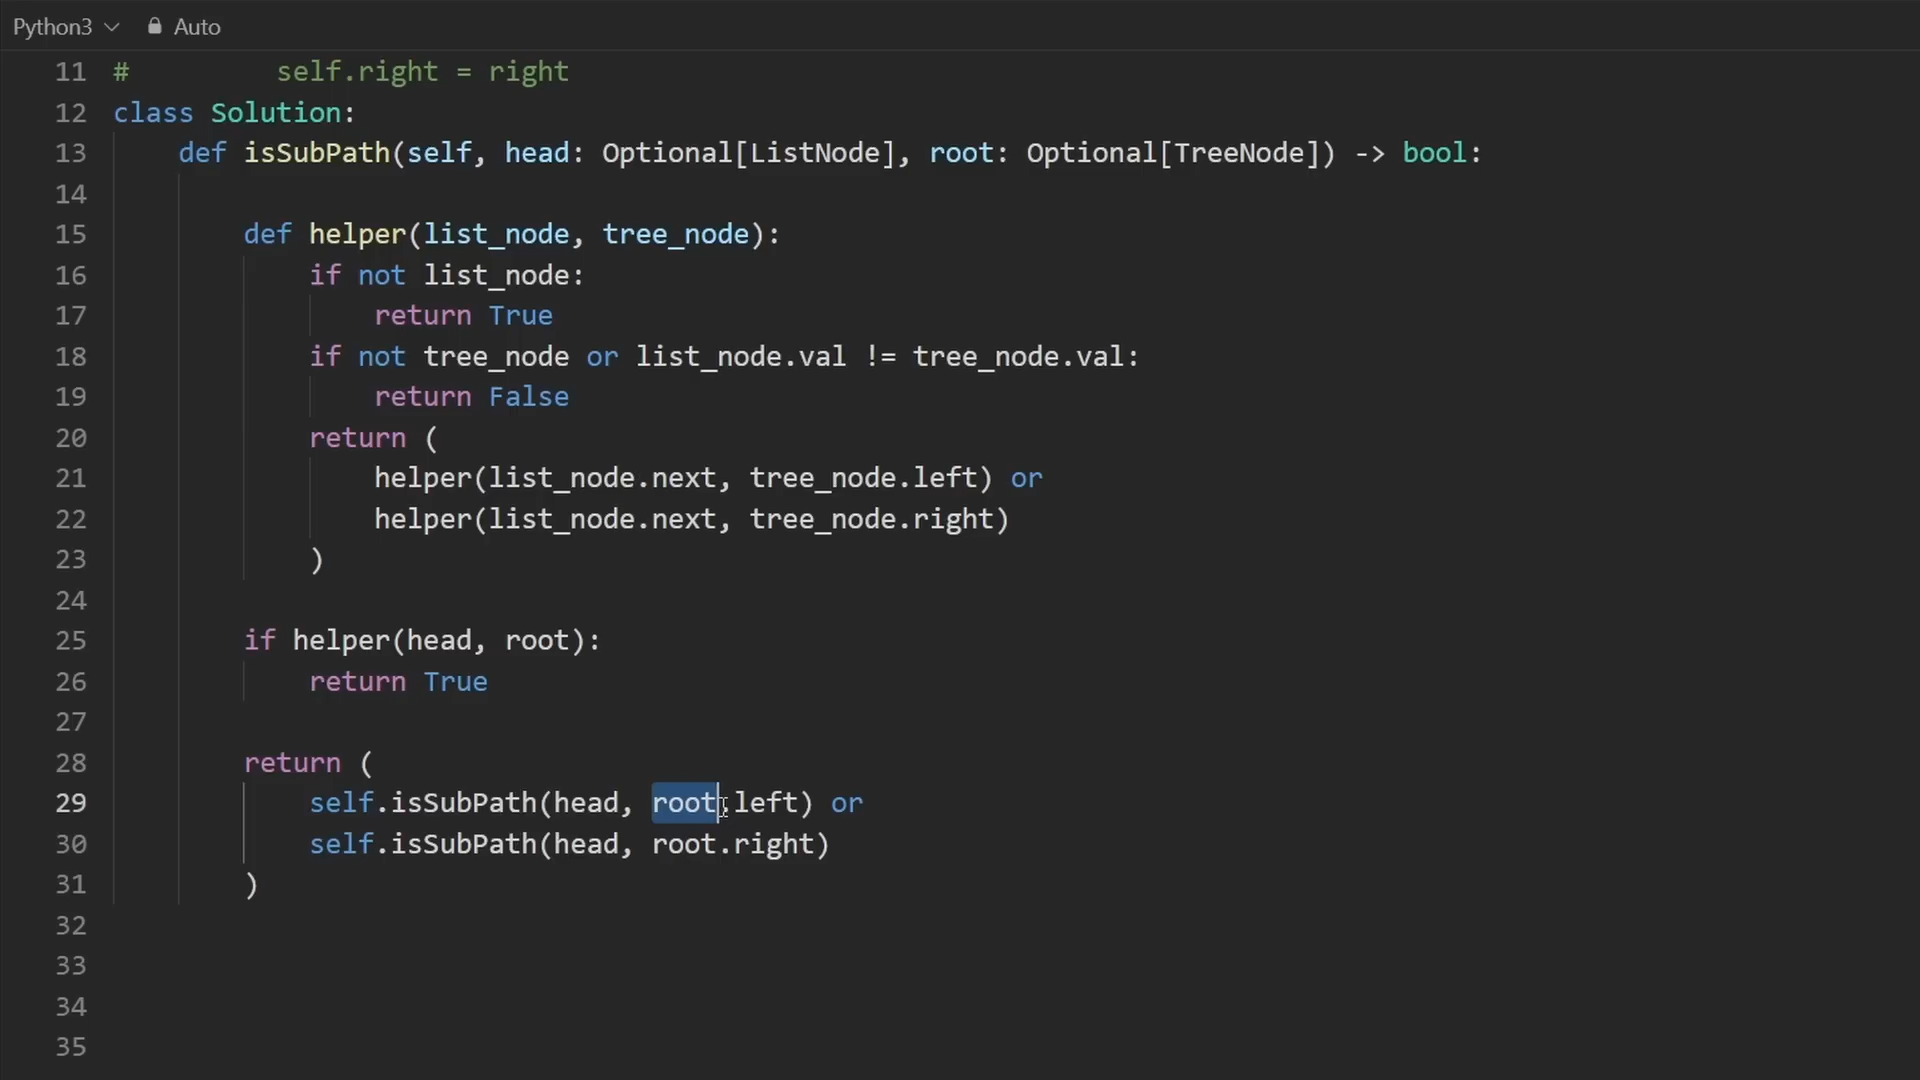 Python3 Auto
11 #         self.right = right
12 class Solution:
13     def isSubPath(self, head: Optional[ListNode], root: Optional[TreeNode]) -> bool:
14
15         def helper(list_node, tree_node):
16             if not list_node:
17                 return True
18             if not tree_node or list_node.val != tree_node.val:
19                 return False
20             return (
21                 helper(list_node.next, tree_node.left) or
22                 helper(list_node.next, tree_node.right)
23             )
24
25         if helper(head, root):
26             return True
27
28         return (
29             self.isSubPath(head, root.left) or
30             self.isSubPath(head, root.right)
31         )
32
33
34
35